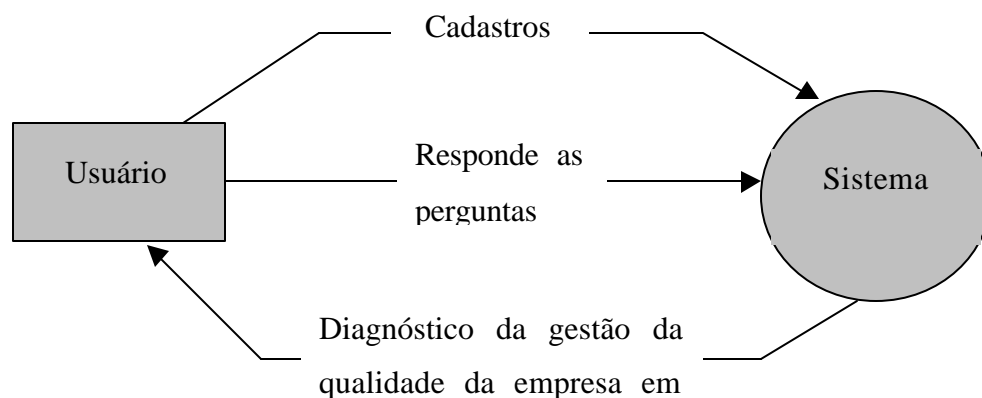 Cadastros
Usuário
Responde as
perguntas
Sistema
Diagnóstico da gestão da
qualidade da empresa em